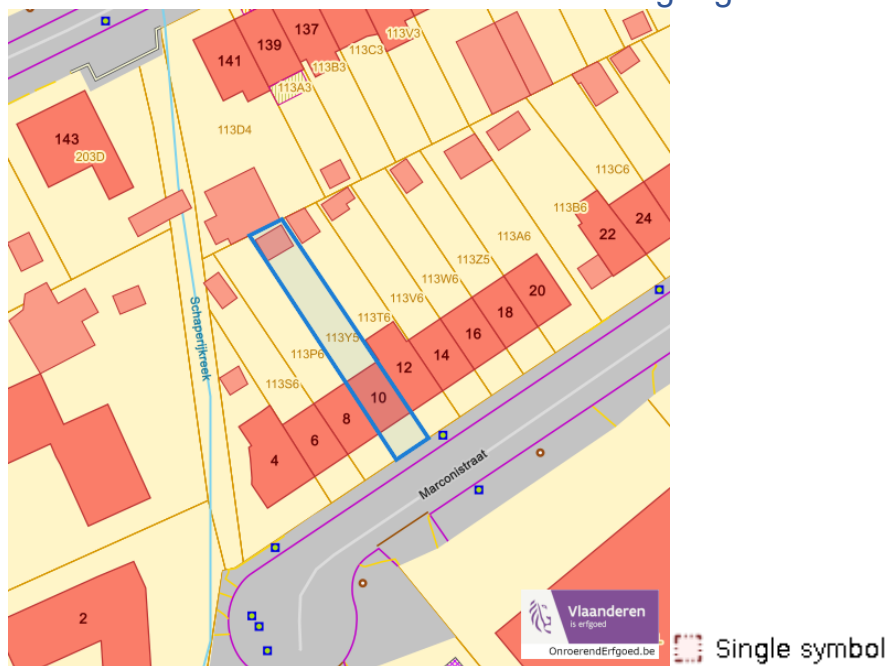 137
139
141
113V3
113C3
113B3
113A3
143
203D
113D4
113C6
113B6
24
22
113A6
113Z5
113W6
113V6
113T6
113Y5
113P6
113S6
Schaperijkreek
20
18
16
14
12
10
8
6
4
Marconistraat
2
Vlaanderen
is erfgoed
OnroerendErfgoed.be
Single symbol